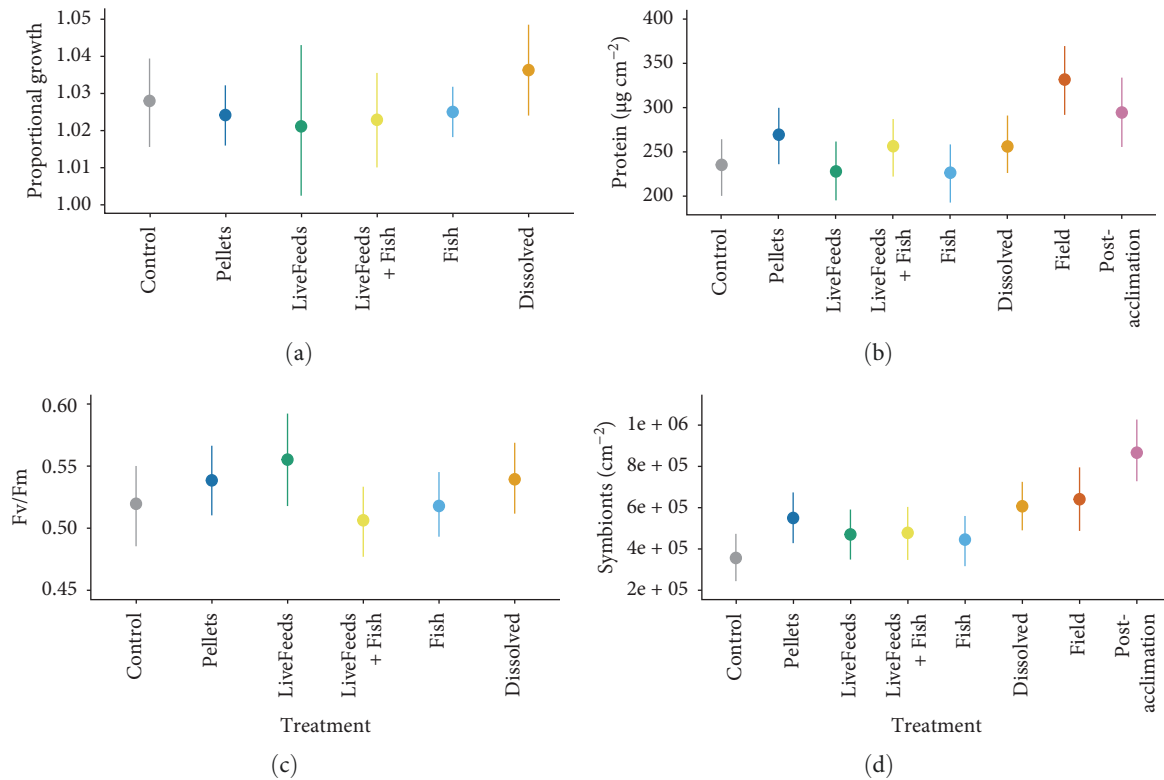 (a)
Proportional growth
1.05
1.04
1.03
1.02
1.01
1.00
Control
Pellets
LiveFeeds
LiveFeeds
+ Fish
Fish
Dissolved
(b)
Protein (µg cm−2)
400
350
300
250
200
Control
Pellets
LiveFeeds
LiveFeeds
+ Fish
Fish
Dissolved
Field
Post-
acclimation
(c)
Fv/Fm
0.60
0.55
0.50
0.45
Control
Pellets
LiveFeeds
LiveFeeds
+ Fish
Fish
Dissolved
Treatment
(d)
Symbionts (cm−2)
1e + 06
8e + 05
6e + 05
4e + 05
2e + 05
Control
Pellets
LiveFeeds
LiveFeeds
+ Fish
Fish
Dissolved
Field
Post-
acclimation
Treatment